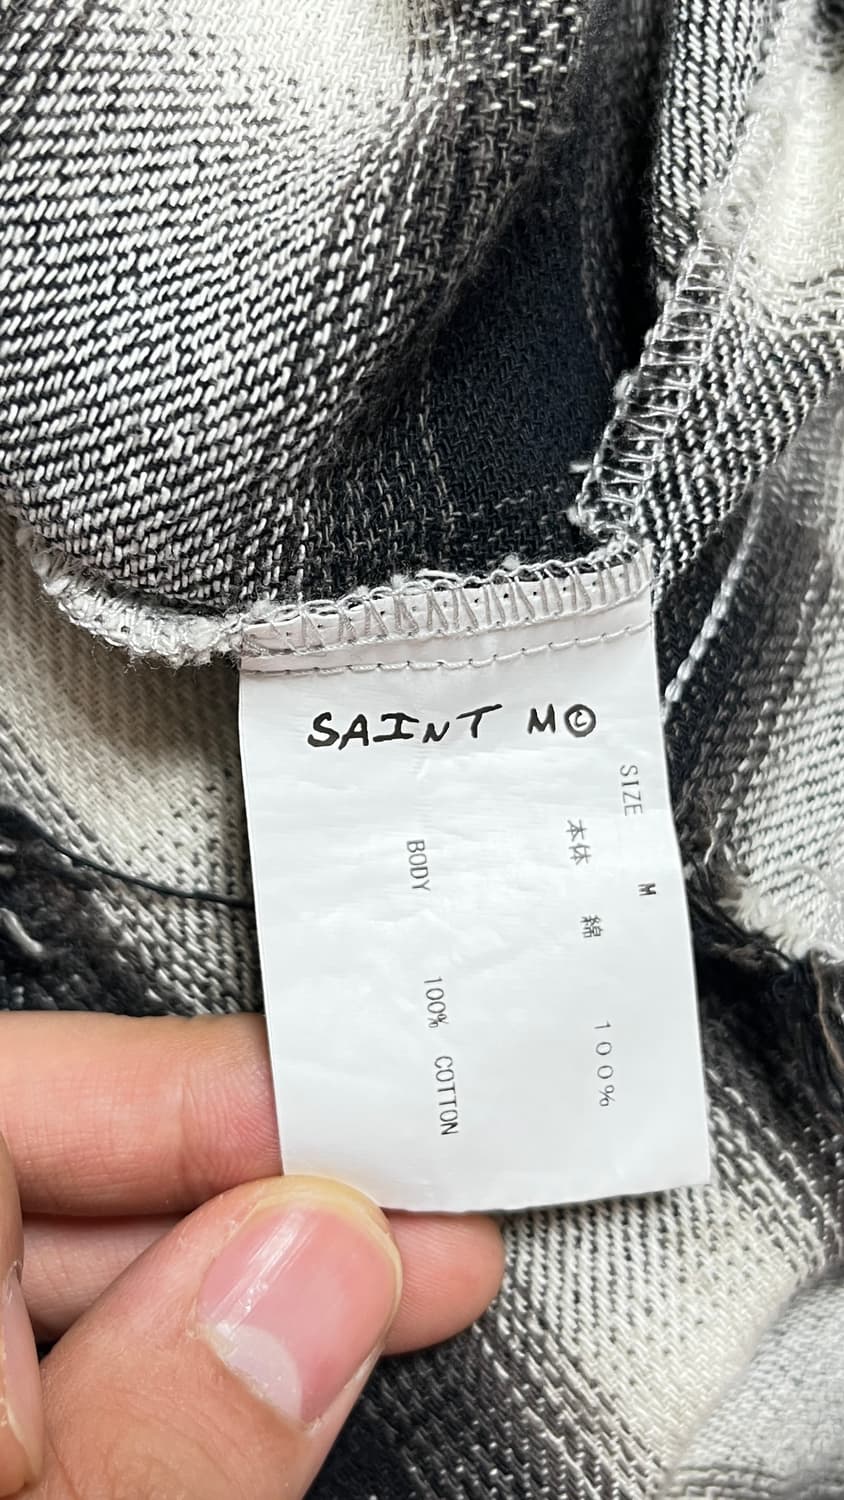 SAINT M©
SIZE M
本体 綿 100%
BODY 100% COTTON